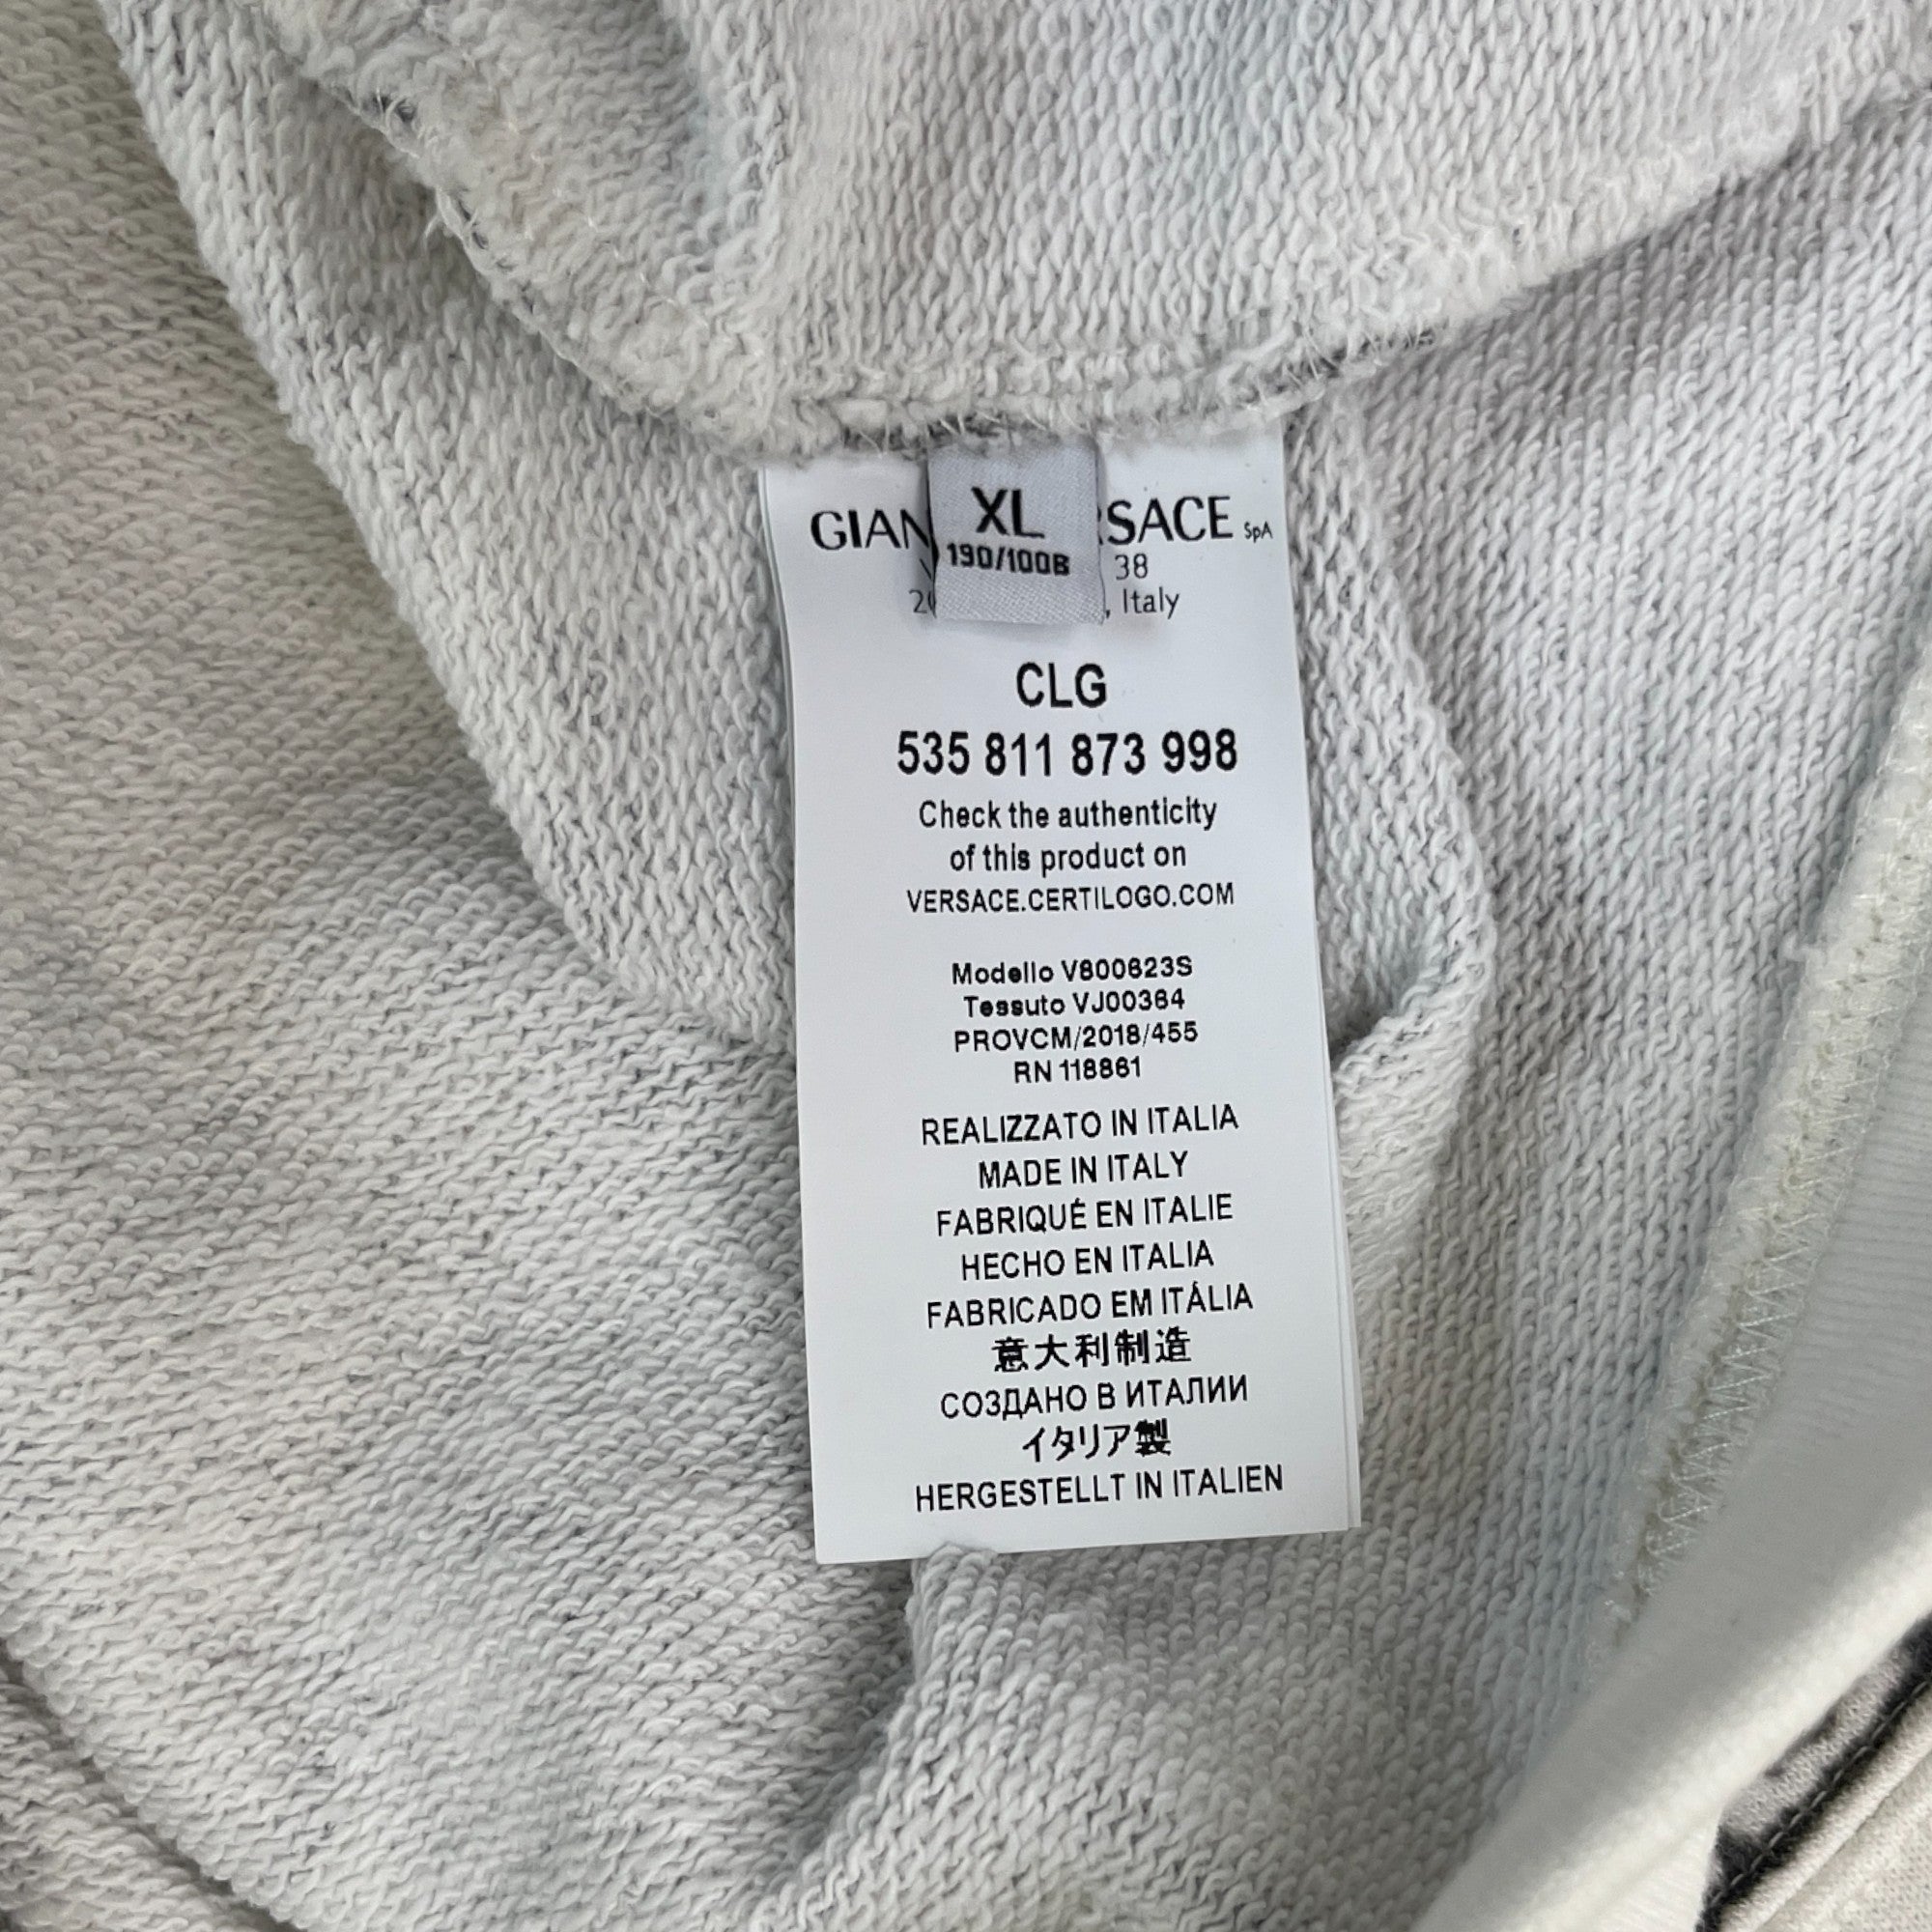 XL
190/100B
SpA
38
, Italy
CLG
535 811 873 998
Check the authenticity
of this product on
VERSACE.CERTILOGO.COM
Modello V800623S
Tessuto VJ00364
PROVCM/2018/455
RN 118861
REALIZZATO IN ITALIA
MADE IN ITALY
FABRIQUÉ EN ITALIE
HECHO EN ITALIA
FABRICADO EM ITÁLIA
意大利制造
СОЗДАНО В ИТАЛИИ
イタリア製
HERGESTELLT IN ITALIEN